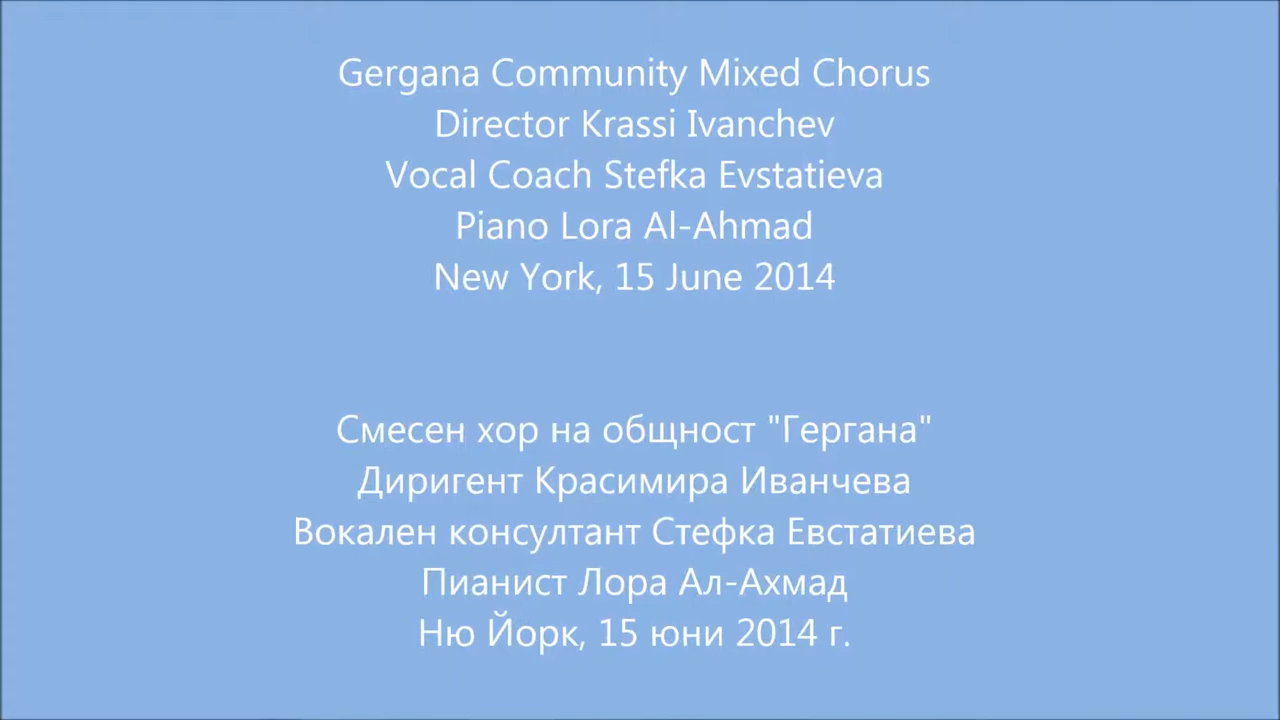 Gergana Community Mixed Chorus
Director Krassi Ivanchev
Vocal Coach Stefka Evstatieva
Piano Lora Al-Ahmad
New York, 15 June 2014
Смесен хор на общност "Гергана"
Диригент Красимира Иванчева
Вокален консултант Стефка Евстатиева
Пианист Лора Ал-Ахмад
Ню Йорк, 15 юни 2014 г.